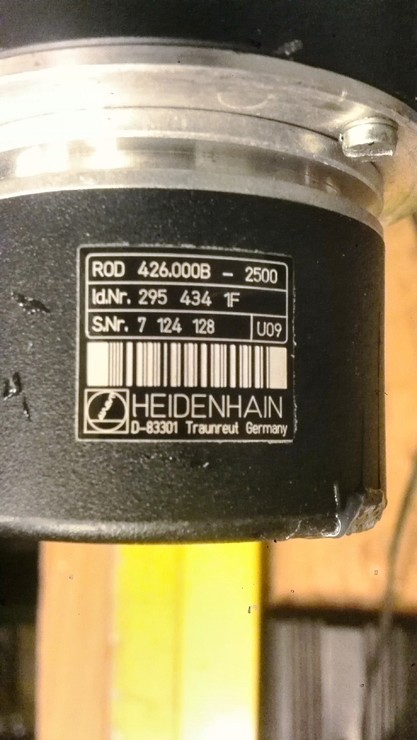 ROD 426.000B - 2500
Id.Nr. 295 434 1F
S.Nr. 7 124 128 U09
HEIDENHAIN
D-83301 Traunreut Germany